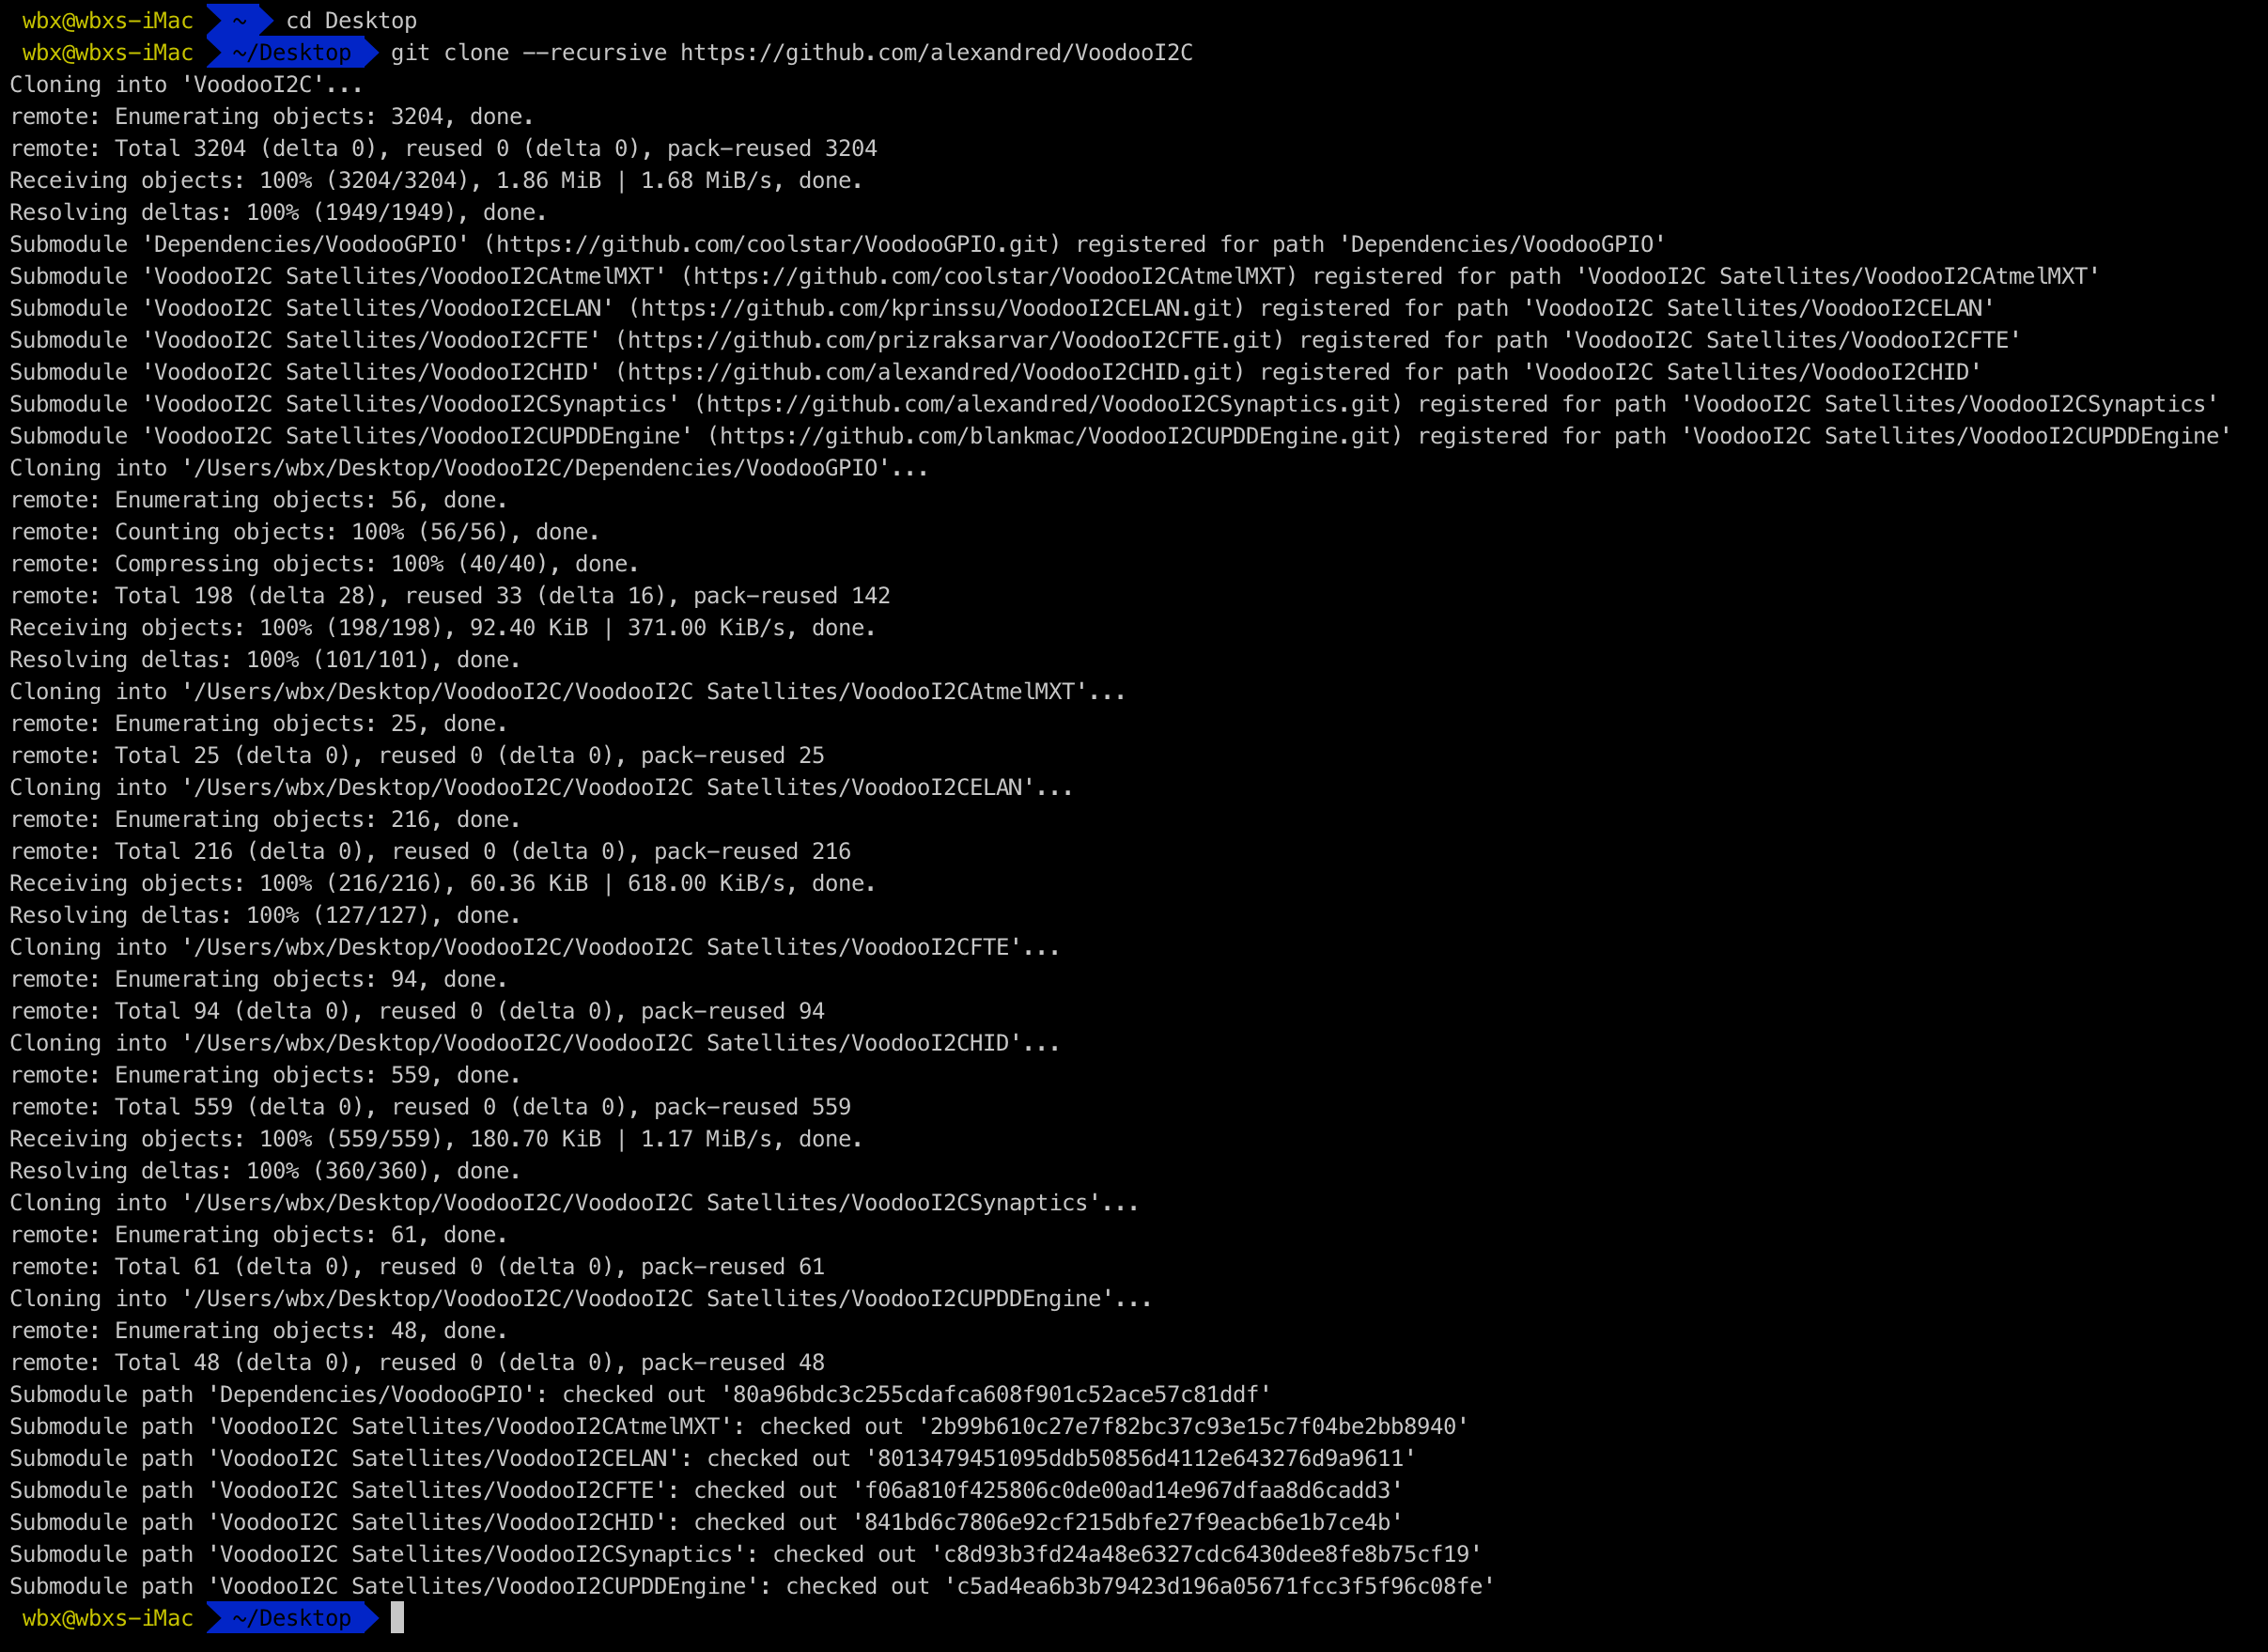 wbx@wbxs-iMac ~ cd Desktop
wbx@wbxs-iMac ~/Desktop git clone --recursive https://github.com/alexandred/VoodooI2C
Cloning into 'VoodooI2C'...
remote: Enumerating objects: 3204, done.
remote: Total 3204 (delta 0), reused 0 (delta 0), pack-reused 3204
Receiving objects: 100% (3204/3204), 1.86 MiB | 1.68 MiB/s, done.
Resolving deltas: 100% (1949/1949), done.
Submodule 'Dependencies/VoodooGPIO' (https://github.com/coolstar/VoodooGPIO.git) registered for path 'Dependencies/VoodooGPIO'
Submodule 'VoodooI2C Satellites/VoodooI2CAtmelMXT' (https://github.com/coolstar/VoodooI2CAtmelMXT) registered for path 'VoodooI2C Satellites/VoodooI2CAtmelMXT'
Submodule 'VoodooI2C Satellites/VoodooI2CELAN' (https://github.com/kprinssu/VoodooI2CELAN.git) registered for path 'VoodooI2C Satellites/VoodooI2CELAN'
Submodule 'VoodooI2C Satellites/VoodooI2CFTE' (https://github.com/prizraksarvar/VoodooI2CFTE.git) registered for path 'VoodooI2C Satellites/VoodooI2CFTE'
Submodule 'VoodooI2C Satellites/VoodooI2CHID' (https://github.com/alexandred/VoodooI2CHID.git) registered for path 'VoodooI2C Satellites/VoodooI2CHID'
Submodule 'VoodooI2C Satellites/VoodooI2CSynaptics' (https://github.com/alexandred/VoodooI2CSynaptics.git) registered for path 'VoodooI2C Satellites/VoodooI2CSynaptics'
Submodule 'VoodooI2C Satellites/VoodooI2CUPDDEngine' (https://github.com/blankmac/VoodooI2CUPDDEngine.git) registered for path 'VoodooI2C Satellites/VoodooI2CUPDDEngine'
Cloning into '/Users/wbx/Desktop/VoodooI2C/Dependencies/VoodooGPIO'...
remote: Enumerating objects: 56, done.
remote: Counting objects: 100% (56/56), done.
remote: Compressing objects: 100% (40/40), done.
remote: Total 198 (delta 28), reused 33 (delta 16), pack-reused 142
Receiving objects: 100% (198/198), 92.40 KiB | 371.00 KiB/s, done.
Resolving deltas: 100% (101/101), done.
Cloning into '/Users/wbx/Desktop/VoodooI2C/VoodooI2C Satellites/VoodooI2CAtmelMXT'...
remote: Enumerating objects: 25, done.
remote: Total 25 (delta 0), reused 0 (delta 0), pack-reused 25
Cloning into '/Users/wbx/Desktop/VoodooI2C/VoodooI2C Satellites/VoodooI2CELAN'...
remote: Enumerating objects: 216, done.
remote: Total 216 (delta 0), reused 0 (delta 0), pack-reused 216
Receiving objects: 100% (216/216), 60.36 KiB | 618.00 KiB/s, done.
Resolving deltas: 100% (127/127), done.
Cloning into '/Users/wbx/Desktop/VoodooI2C/VoodooI2C Satellites/VoodooI2CFTE'...
remote: Enumerating objects: 94, done.
remote: Total 94 (delta 0), reused 0 (delta 0), pack-reused 94
Cloning into '/Users/wbx/Desktop/VoodooI2C/VoodooI2C Satellites/VoodooI2CHID'...
remote: Enumerating objects: 559, done.
remote: Total 559 (delta 0), reused 0 (delta 0), pack-reused 559
Receiving objects: 100% (559/559), 180.70 KiB | 1.17 MiB/s, done.
Resolving deltas: 100% (360/360), done.
Cloning into '/Users/wbx/Desktop/VoodooI2C/VoodooI2C Satellites/VoodooI2CSynaptics'...
remote: Enumerating objects: 61, done.
remote: Total 61 (delta 0), reused 0 (delta 0), pack-reused 61
Cloning into '/Users/wbx/Desktop/VoodooI2C/VoodooI2C Satellites/VoodooI2CUPDDEngine'...
remote: Enumerating objects: 48, done.
remote: Total 48 (delta 0), reused 0 (delta 0), pack-reused 48
Submodule path 'Dependencies/VoodooGPIO': checked out '80a96bdc3c255cdafca608f901c52ace57c81ddf'
Submodule path 'VoodooI2C Satellites/VoodooI2CAtmelMXT': checked out '2b99b610c27e7f82bc37c93e15c7f04be2bb8940'
Submodule path 'VoodooI2C Satellites/VoodooI2CELAN': checked out '8013479451095ddb50856d4112e643276d9a9611'
Submodule path 'VoodooI2C Satellites/VoodooI2CFTE': checked out 'f06a810f425806c0de00ad14e967dfaa8d6cadd3'
Submodule path 'VoodooI2C Satellites/VoodooI2CHID': checked out '841bd6c7806e92cf215dbfe27f9eacb6e1b7ce4b'
Submodule path 'VoodooI2C Satellites/VoodooI2CSynaptics': checked out 'c8d93b3fd24a48e6327cdc6430dee8fe8b75cf19'
Submodule path 'VoodooI2C Satellites/VoodooI2CUPDDEngine': checked out 'c5ad4ea6b3b79423d196a05671fcc3f5f96c08fe'
wbx@wbxs-iMac ~/Desktop